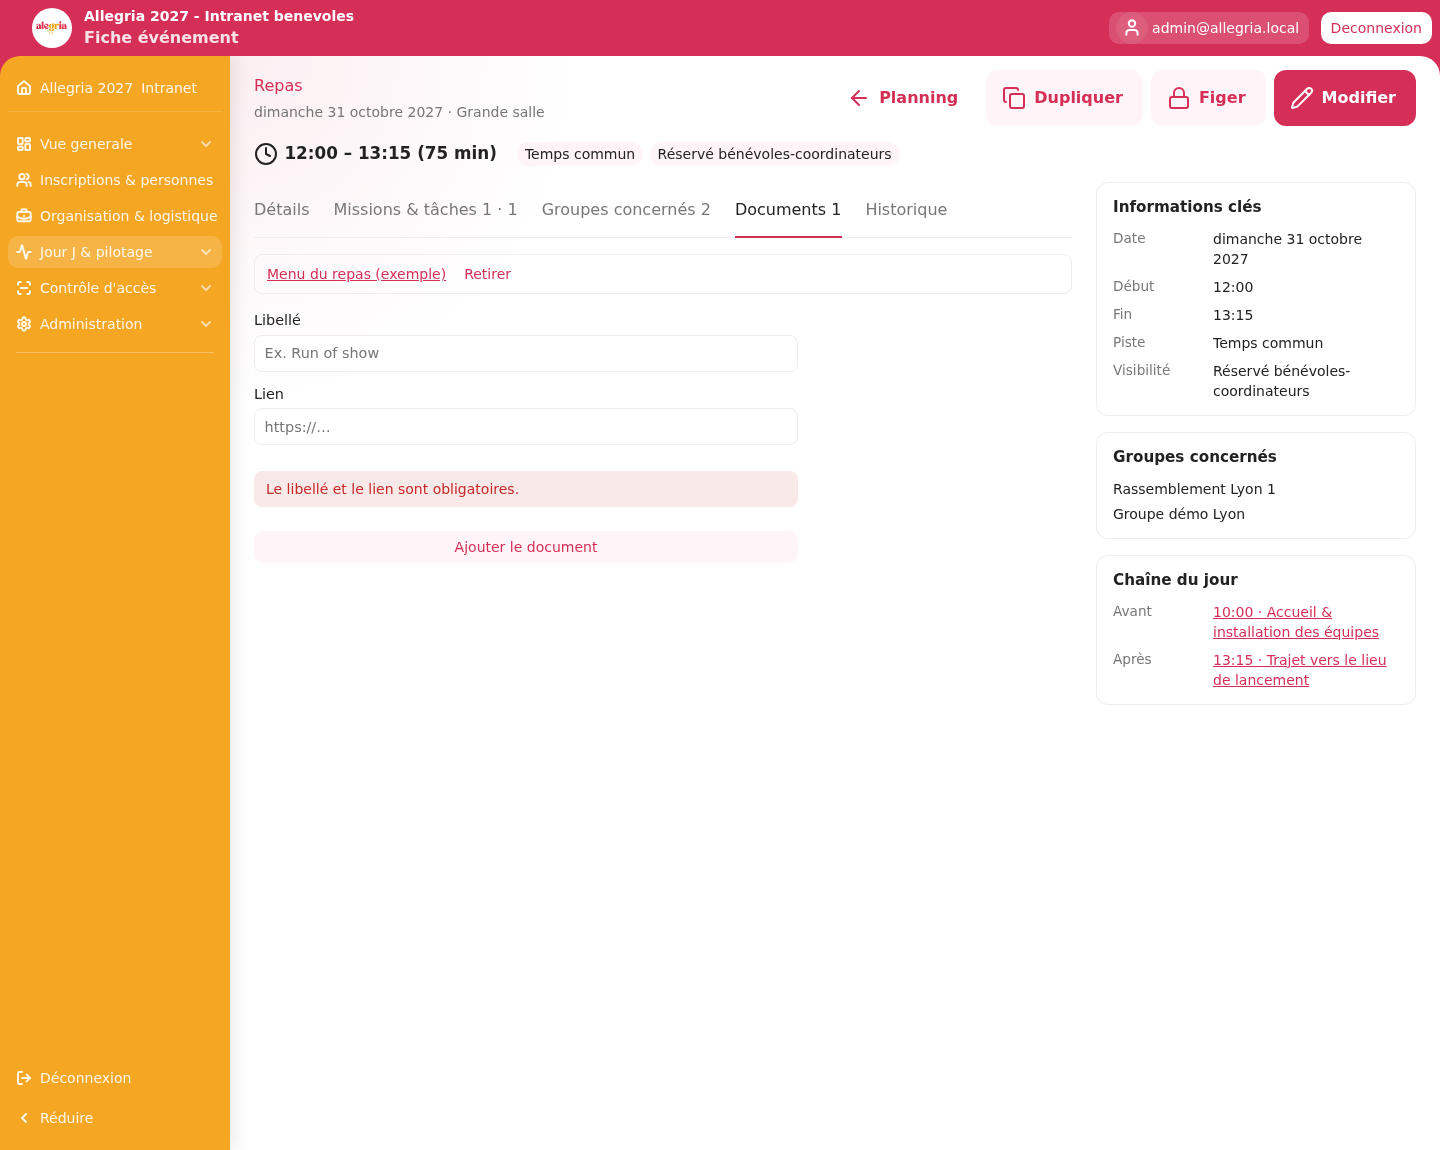 alegria
Allegria 2027 - Intranet benevoles
Fiche événement
admin@allegria.local
Deconnexion
Allegria 2027 Intranet
Vue generale
Inscriptions & personnes
Organisation & logistique
Jour J & pilotage
Contrôle d'accès
Administration
Déconnexion
Réduire
Repas
dimanche 31 octobre 2027 · Grande salle
Planning
Dupliquer
Figer
Modifier
12:00 – 13:15 (75 min)
Temps commun
Réservé bénévoles-coordinateurs
Détails
Missions & tâches 1 · 1
Groupes concernés 2
Documents 1
Historique
Menu du repas (exemple)
Retirer
Libellé
Ex. Run of show
Lien
https://...
Le libellé et le lien sont obligatoires.
Ajouter le document
Informations clés
Date
dimanche 31 octobre
2027
Début
12:00
Fin
13:15
Piste
Temps commun
Visibilité
Réservé bénévoles-
coordinateurs
Groupes concernés
Rassemblement Lyon 1
Groupe démo Lyon
Chaîne du jour
Avant
10:00 · Accueil &
installation des équipes
Après
13:15 · Trajet vers le lieu
de lancement